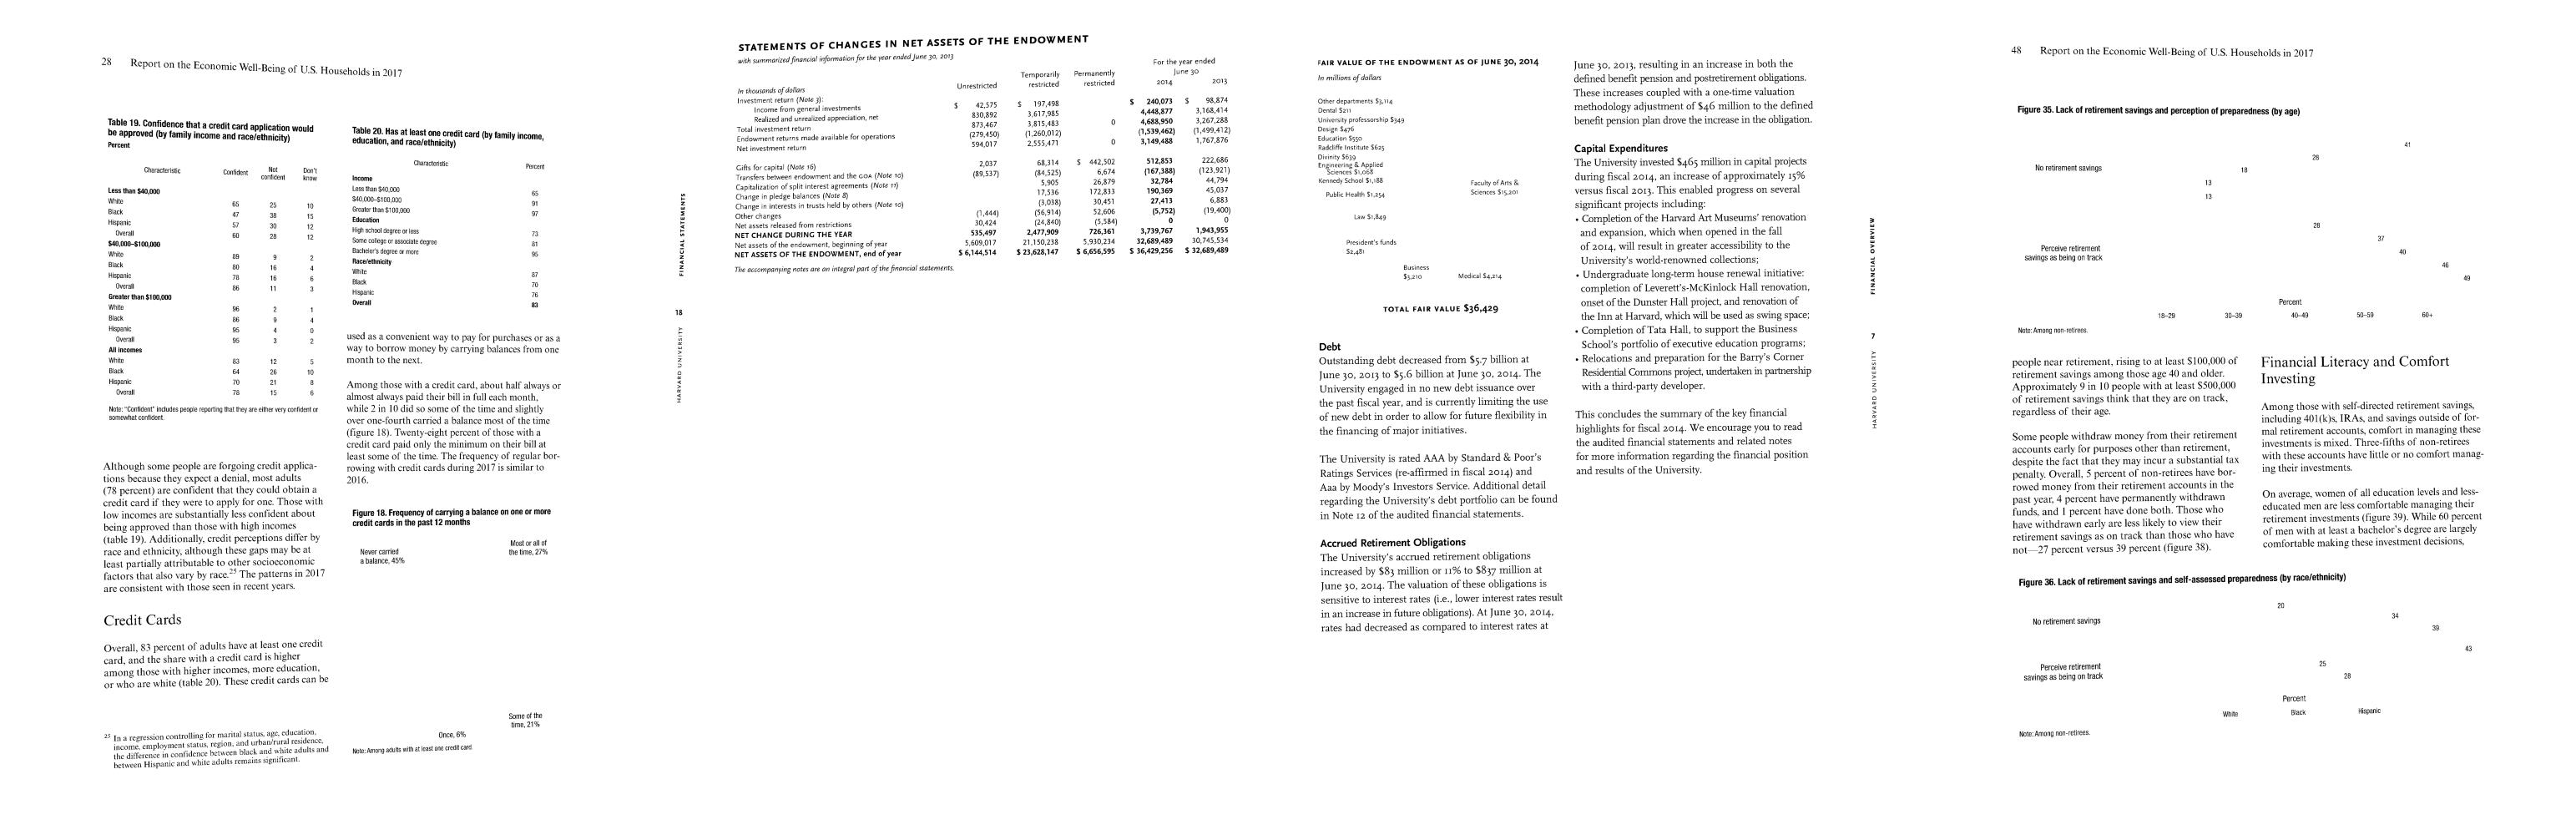 28 Report on the Economic Well-Being of U.S. Households in 2017
Table 19. Confidence that a credit card application would
be approved (by family income and race/ethnicity)
Percent
Characteristic Confident Not confident Don't know
Less than $40,000
White 65 25 10
Black 47 38 15
Hispanic 57 30 12
Overall 60 28 12
$40,000–$100,000
White 89 9 2
Black 80 16 4
Hispanic 78 16 6
Overall 86 11 3
Greater than $100,000
White 96 2 1
Black 86 9 4
Hispanic 95 4 0
Overall 95 3 2
All incomes
White 83 12 5
Black 64 26 10
Hispanic 70 21 8
Overall 78 15 6
Note: "Confident" includes people reporting that they are either very confident or
somewhat confident.
Although some people are forgoing credit applica-
tions because they expect a denial, most adults
(78 percent) are confident that they could obtain a
credit card if they were to apply for one. Those with
low incomes are substantially less confident about
being approved than those with high incomes
(table 19). Additionally, credit perceptions differ by
race and ethnicity, although these gaps may be at
least partially attributable to other socioeconomic
factors that also vary by race.25 The patterns in 2017
are consistent with those seen in recent years.
Credit Cards
Overall, 83 percent of adults have at least one credit
card, and the share with a credit card is higher
among those with higher incomes, more education,
or who are white (table 20). These credit cards can be
25 In a regression controlling for marital status, age, education,
income, employment status, region, and urban/rural residence,
the difference in confidence between black and white adults and
between Hispanic and white adults remains significant.
Table 20. Has at least one credit card (by family income,
education, and race/ethnicity)
Characteristic Percent
Income
Less than $40,000 65
$40,000–$100,000 91
Greater than $100,000 97
Education
High school degree or less 73
Some college or associate degree 81
Bachelor's degree or more 95
Race/ethnicity
White 87
Black 70
Hispanic 76
Overall 83
used as a convenient way to pay for purchases or as a
way to borrow money by carrying balances from one
month to the next.
Among those with a credit card, about half always or
almost always paid their bill in full each month,
while 2 in 10 did so some of the time and slightly
over one-fourth carried a balance most of the time
(figure 18). Twenty-eight percent of those with a
credit card paid only the minimum on their bill at
least some of the time. The frequency of regular bor-
rowing with credit cards during 2017 is similar to
2016.
Figure 18. Frequency of carrying a balance on one or more
credit cards in the past 12 months
Most or all of
the time, 27%
Never carried
a balance, 45%
Some of the
time, 21%
Once, 6%
Note: Among adults with at least one credit card.
FINANCIAL STATEMENTS
18
HARVARD UNIVERSITY
STATEMENTS OF CHANGES IN NET ASSETS OF THE ENDOWMENT
with summarized financial information for the year ended June 30, 2013
For the year ended
June 30
In thousands of dollars Unrestricted Temporarily restricted Permanently restricted 2014 2013
Investment return (Note 3):
Income from general investments $ 42,575 $ 197,498 $ 240,073 $ 98,874
Realized and unrealized appreciation, net 830,892 3,617,985 4,448,877 3,168,414
Total investment return 873,467 3,815,483 0 4,688,950 3,267,288
Endowment returns made available for operations (279,450) (1,260,012) (1,539,462) (1,499,412)
Net investment return 594,017 2,555,471 0 3,149,488 1,767,876
Gifts for capital (Note 16) 2,037 68,314 $ 442,502 512,853 222,686
Transfers between endowment and the GOA (Note 10) (89,537) (84,525) 6,674 (167,388) (123,921)
Capitalization of split interest agreements (Note 11) 5,905 26,879 32,784 44,794
Change in pledge balances (Note 8) 17,536 172,833 190,369 45,037
Change in interests in trusts held by others (Note 10) (3,038) 30,451 27,413 6,883
Other changes (1,444) (56,914) 52,606 (5,752) (19,400)
Net assets released from restrictions 30,424 (24,840) (5,584) 0 0
NET CHANGE DURING THE YEAR 535,497 2,477,909 726,361 3,739,767 1,943,955
Net assets of the endowment, beginning of year 5,609,017 21,150,238 5,930,234 32,689,489 30,745,534
NET ASSETS OF THE ENDOWMENT, end of year $ 6,144,514 $ 23,628,147 $ 6,656,595 $ 36,429,256 $ 32,689,489
The accompanying notes are an integral part of the financial statements.
FAIR VALUE OF THE ENDOWMENT AS OF JUNE 30, 2014
In millions of dollars
Other departments $3,114
Dental $211
University professorship $349
Design $476
Education $550
Radcliffe Institute $625
Divinity $639
Engineering & Applied
Sciences $1,068
Kennedy School $1,188
Public Health $1,254
Faculty of Arts &
Sciences $15,201
Law $1,849
President's funds
$2,481
Business
$3,210
Medical $4,214
TOTAL FAIR VALUE $36,429
Debt
Outstanding debt decreased from $5.7 billion at
June 30, 2013 to $5.6 billion at June 30, 2014. The
University engaged in no new debt issuance over
the past fiscal year, and is currently limiting the use
of new debt in order to allow for future flexibility in
the financing of major initiatives.
The University is rated AAA by Standard & Poor's
Ratings Services (re-affirmed in fiscal 2014) and
Aaa by Moody's Investors Service. Additional detail
regarding the University's debt portfolio can be found
in Note 12 of the audited financial statements.
Accrued Retirement Obligations
The University's accrued retirement obligations
increased by $83 million or 11% to $837 million at
June 30, 2014. The valuation of these obligations is
sensitive to interest rates (i.e., lower interest rates result
in an increase in future obligations). At June 30, 2014,
rates had decreased as compared to interest rates at
June 30, 2013, resulting in an increase in both the
defined benefit pension and postretirement obligations.
These increases coupled with a one-time valuation
methodology adjustment of $46 million to the defined
benefit pension plan drove the increase in the obligation.
Capital Expenditures
The University invested $465 million in capital projects
during fiscal 2014, an increase of approximately 15%
versus fiscal 2013. This enabled progress on several
significant projects including:
• Completion of the Harvard Art Museums' renovation
and expansion, which when opened in the fall
of 2014, will result in greater accessibility to the
University's world-renowned collections;
• Undergraduate long-term house renewal initiative:
completion of Leverett's-McKinlock Hall renovation,
onset of the Dunster Hall project, and renovation of
the Inn at Harvard, which will be used as swing space;
• Completion of Tata Hall, to support the Business
School's portfolio of executive education programs;
• Relocations and preparation for the Barry's Corner
Residential Commons project, undertaken in partnership
with a third-party developer.
This concludes the summary of the key financial
highlights for fiscal 2014. We encourage you to read
the audited financial statements and related notes
for more information regarding the financial position
and results of the University.
FINANCIAL OVERVIEW
7
HARVARD UNIVERSITY
48 Report on the Economic Well-Being of U.S. Households in 2017
Figure 35. Lack of retirement savings and perception of preparedness (by age)
41
28
No retirement savings 18
13
13
28
37
Perceive retirement
savings as being on track
40
46
49
Percent
18–29 30–39 40–49 50–59 60+
Note: Among non-retirees.
people near retirement, rising to at least $100,000 of
retirement savings among those age 40 and older.
Approximately 9 in 10 people with at least $500,000
of retirement savings think that they are on track,
regardless of their age.
Some people withdraw money from their retirement
accounts early for purposes other than retirement,
despite the fact that they may incur a substantial tax
penalty. Overall, 5 percent of non-retirees have bor-
rowed money from their retirement accounts in the
past year, 4 percent have permanently withdrawn
funds, and 1 percent have done both. Those who
have withdrawn early are less likely to view their
retirement savings as on track than those who have
not—27 percent versus 39 percent (figure 38).
Financial Literacy and Comfort
Investing
Among those with self-directed retirement savings,
including 401(k)s, IRAs, and savings outside of for-
mal retirement accounts, comfort in managing these
investments is mixed. Three-fifths of non-retirees
with these accounts have little or no comfort manag-
ing their investments.
On average, women of all education levels and less-
educated men are less comfortable managing their
retirement investments (figure 39). While 60 percent
of men with at least a bachelor's degree are largely
comfortable making these investment decisions,
Figure 36. Lack of retirement savings and self-assessed preparedness (by race/ethnicity)
20
No retirement savings 34
39
43
Perceive retirement
savings as being on track
25
28
Percent
White Black Hispanic
Note: Among non-retirees.